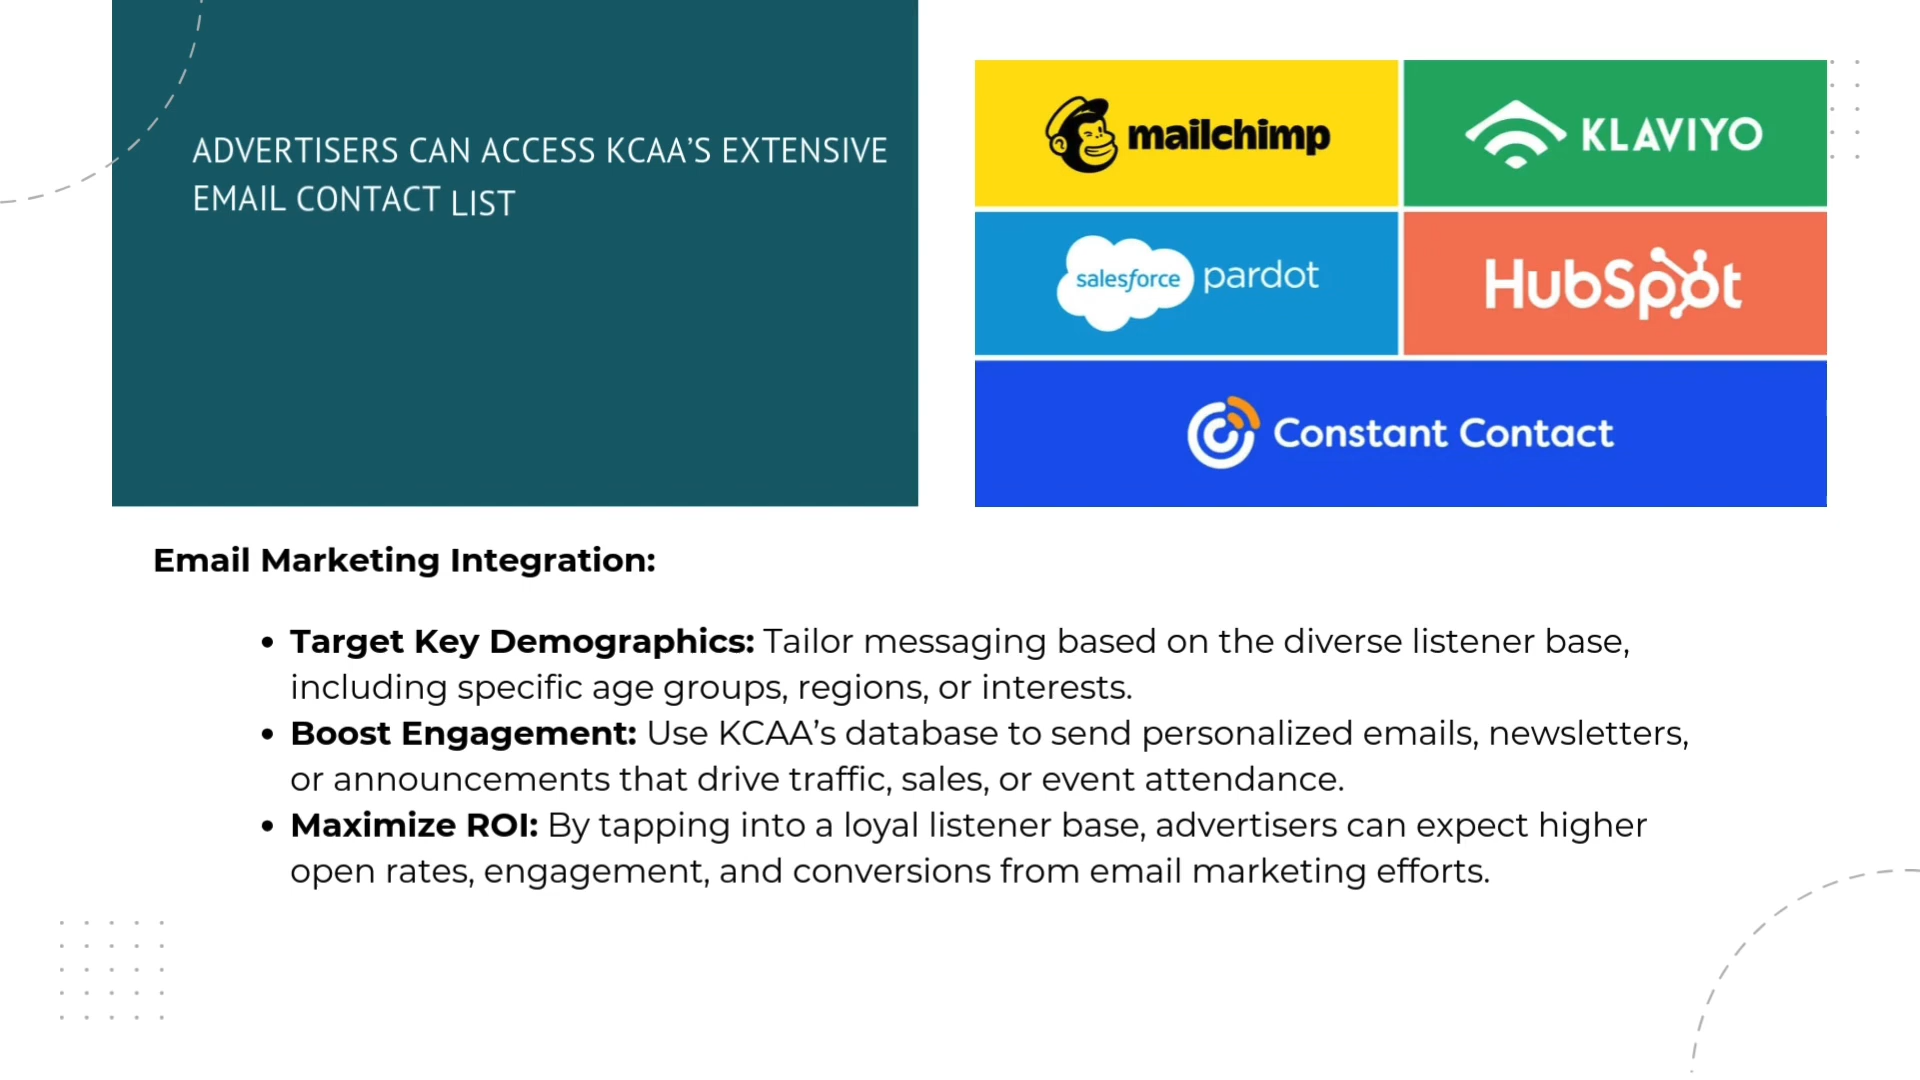 ADVERTISERS CAN ACCESS KCAA’S EXTENSIVE
EMAIL CONTACT LIST
mailchimp
KLAVIYO
salesforce pardot
HubSpot
Constant Contact
Email Marketing Integration:
• Target Key Demographics: Tailor messaging based on the diverse listener base,
including specific age groups, regions, or interests.
• Boost Engagement: Use KCAA’s database to send personalized emails, newsletters,
or announcements that drive traffic, sales, or event attendance.
• Maximize ROI: By tapping into a loyal listener base, advertisers can expect higher
open rates, engagement, and conversions from email marketing efforts.